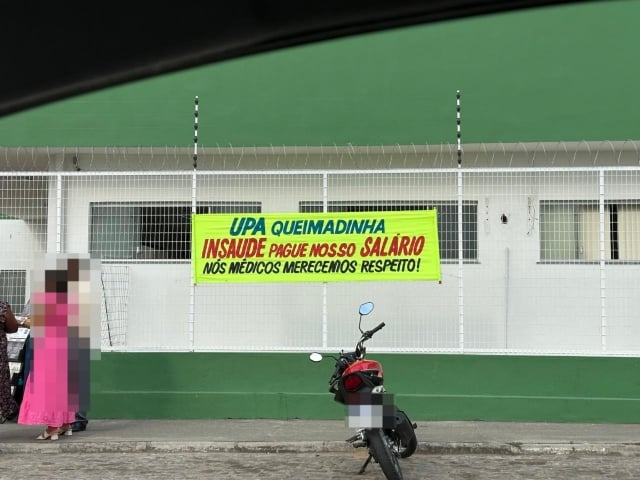 UPA QUEIMADINHA
INSAUDE PAGUE NOSSO SALÁRIO
NÓS MÉDICOS MERECEMOS RESPEITO!